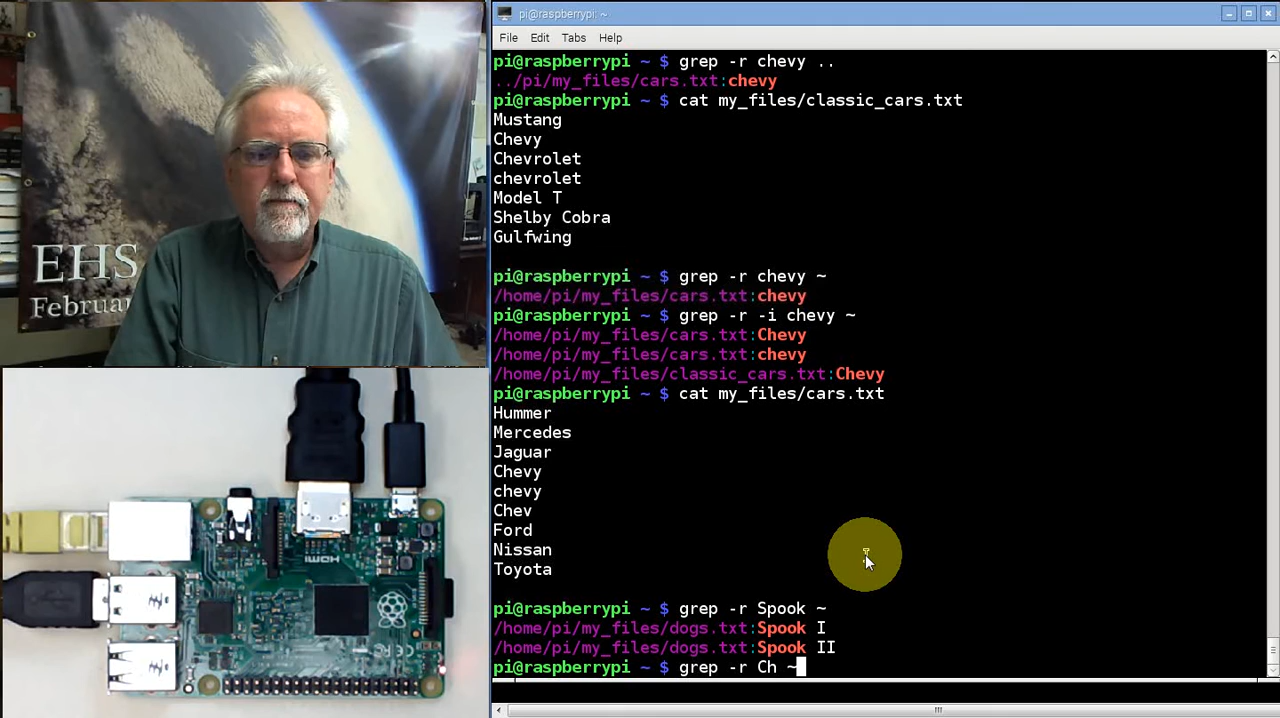 EHS
Februar
HDMI
pi@raspberrypi: ~
File Edit Tabs Help
pi@raspberrypi ~ $ grep -r chevy ..
../pi/my_files/cars.txt:chevy
pi@raspberrypi ~ $ cat my_files/classic_cars.txt
Mustang
Chevy
Chevrolet
chevrolet
Model T
Shelby Cobra
Gulfwing
pi@raspberrypi ~ $ grep -r chevy ~
/home/pi/my_files/cars.txt:chevy
pi@raspberrypi ~ $ grep -r -i chevy ~
/home/pi/my_files/cars.txt:Chevy
/home/pi/my_files/cars.txt:chevy
/home/pi/my_files/classic_cars.txt:Chevy
pi@raspberrypi ~ $ cat my_files/cars.txt
Hummer
Mercedes
Jaguar
Chevy
chevy
Chev
Ford
Nissan
Toyota
pi@raspberrypi ~ $ grep -r Spook ~
/home/pi/my_files/dogs.txt:Spook I
/home/pi/my_files/dogs.txt:Spook II
pi@raspberrypi ~ $ grep -r Ch ~